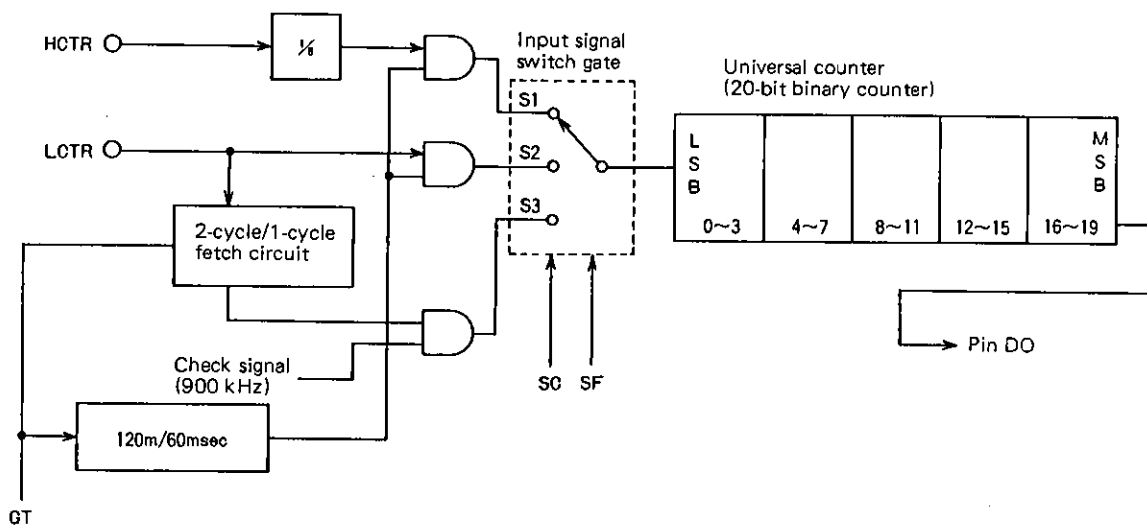 HCTR
1/8
Input signal
switch gate
Universal counter
(20-bit binary counter)
S1
LCTR
S2
L
S
B
M
S
B
S3
0~3
4~7
8~11
12~15
16~19
2-cycle/1-cycle
fetch circuit
Pin DO
Check signal
(900 kHz)
SC
SF
120m/60msec
GT